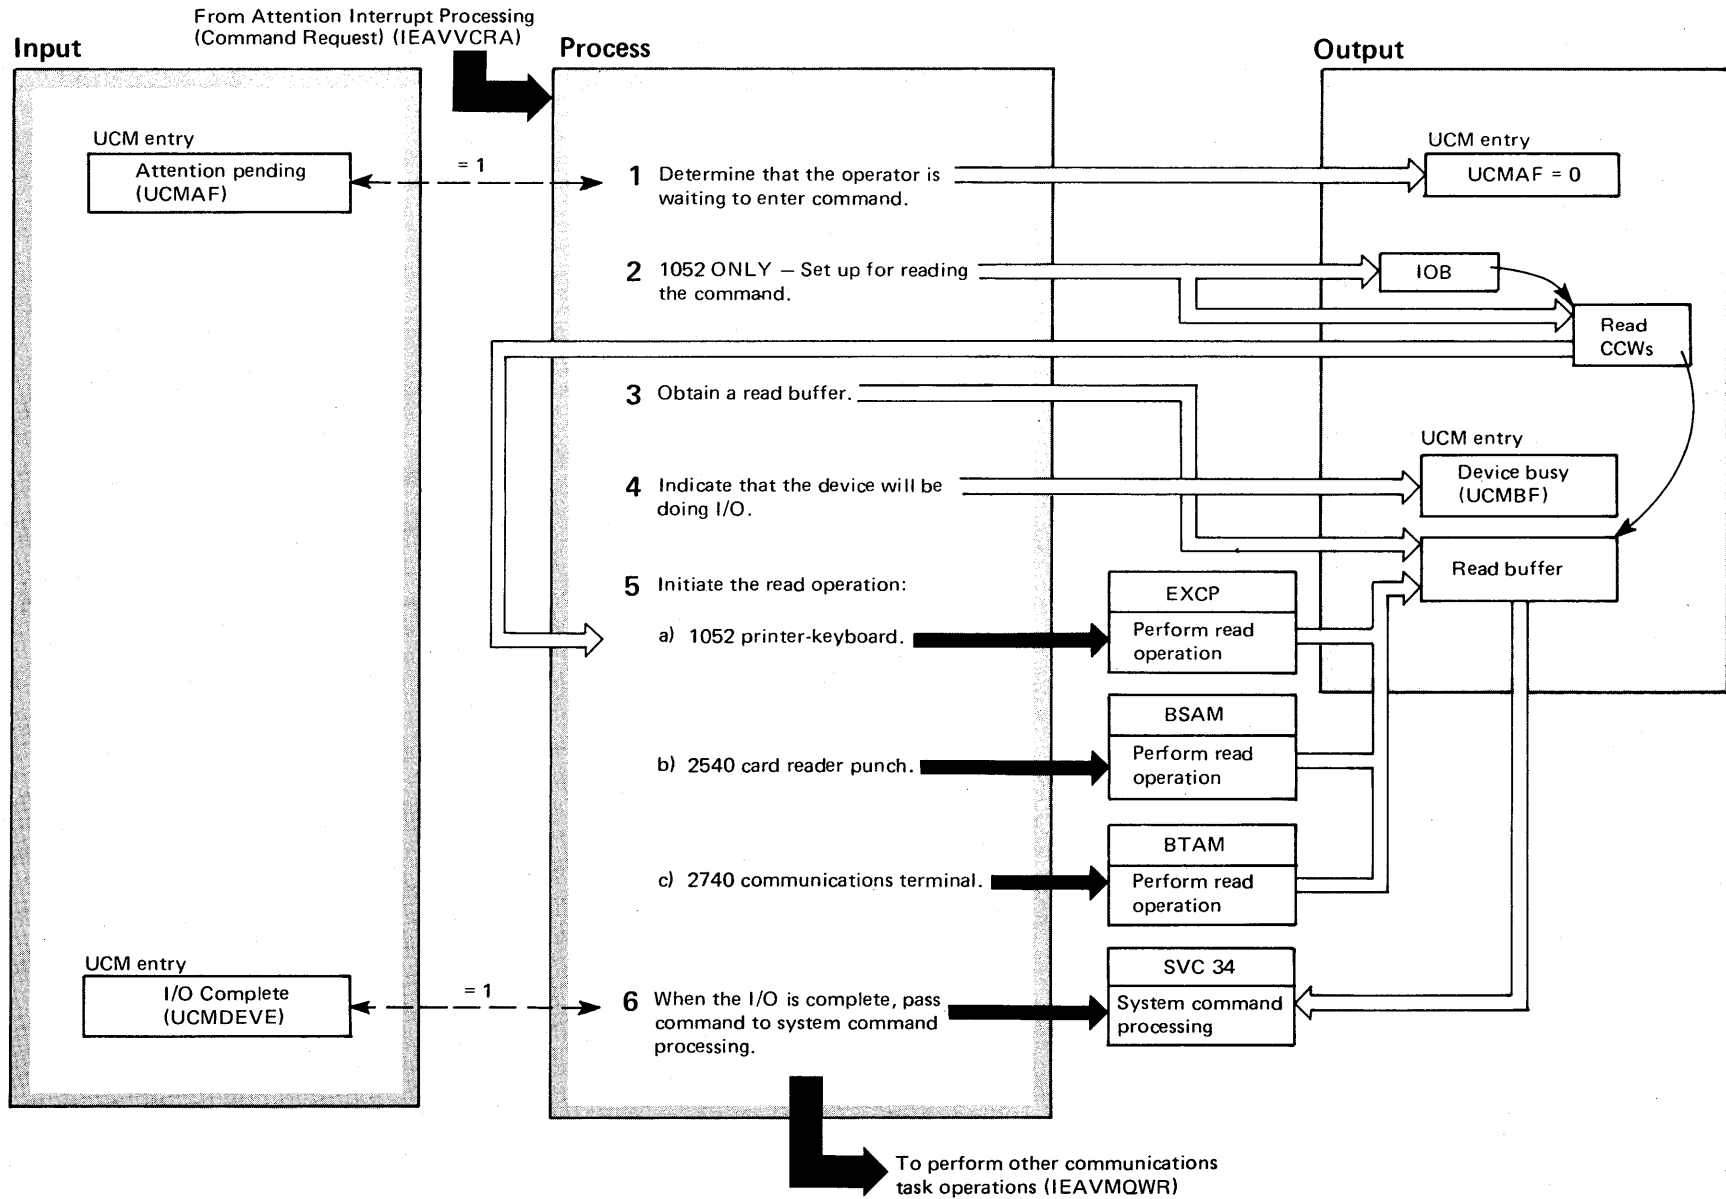 From Attention Interrupt Processing
(Command Request) (IEAVVCRA)
Input
Process
Output
UCM entry
Attention pending
(UCMAF)
= 1
1 Determine that the operator is
waiting to enter command.
UCM entry
UCMAF = 0
2 1052 ONLY – Set up for reading
the command.
IOB
Read
CCWs
3 Obtain a read buffer.
4 Indicate that the device will be
doing I/O.
UCM entry
Device busy
(UCMBF)
Read buffer
5 Initiate the read operation:
a) 1052 printer-keyboard.
EXCP
Perform read
operation
b) 2540 card reader punch.
BSAM
Perform read
operation
c) 2740 communications terminal.
BTAM
Perform read
operation
UCM entry
I/O Complete
(UCMDEVE)
= 1
6 When the I/O is complete, pass
command to system command
processing.
SVC 34
System command
processing
To perform other communications
task operations (IEAVMQWR)